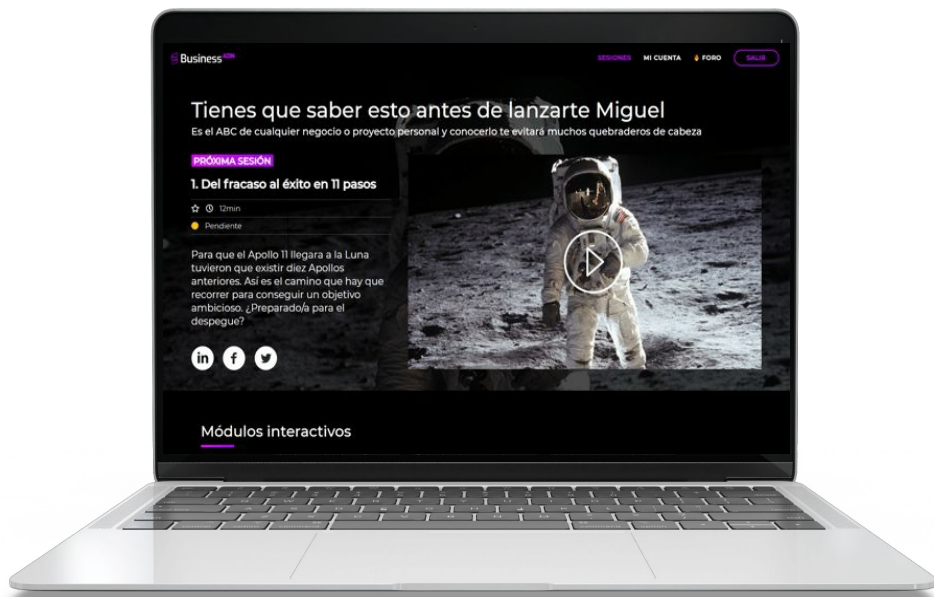 Business
SESIONES
MI CUENTA
FORO
SALIR
Tienes que saber esto antes de lanzarte Miguel
Es el ABC de cualquier negocio o proyecto personal y conocerlo te evitará muchos quebraderos de cabeza
PRÓXIMA SESIÓN
1. Del fracaso al éxito en 11 pasos
12min
Pendiente
Para que el Apollo 11 llegara a la Luna
tuvieron que existir diez Apollos
anteriores. Así es el camino que hay que
recorrer para conseguir un objetivo
ambicioso. ¿Preparado/a para el
despegue?
in f
Módulos interactivos